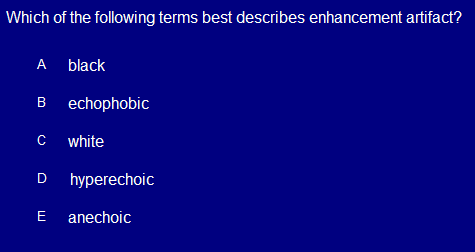 Which of the following terms best describes enhancement artifact?
A black
B echophobic
C white
D hyperechoic
E anechoic